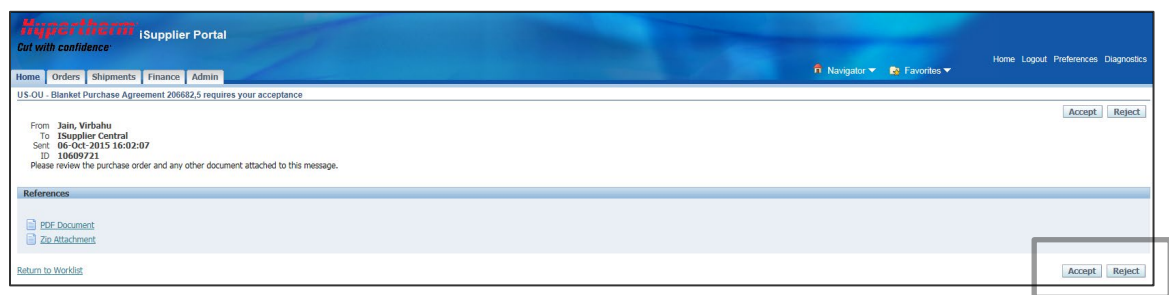 Hypertherm iSupplier Portal
Cut with confidence
Home Logout Preferences Diagnostics
Navigator Favorites
Home Orders Shipments Finance Admin
US-OU - Blanket Purchase Agreement 206682,5 requires your acceptance
Accept Reject
From Jain, Virbahu
To ISupplier Central
Sent 06-Oct-2015 16:02:07
ID 10609721
Please review the purchase order and any other document attached to this message.
References
PDF Document
Zip Attachment
Return to Worklist
Accept Reject